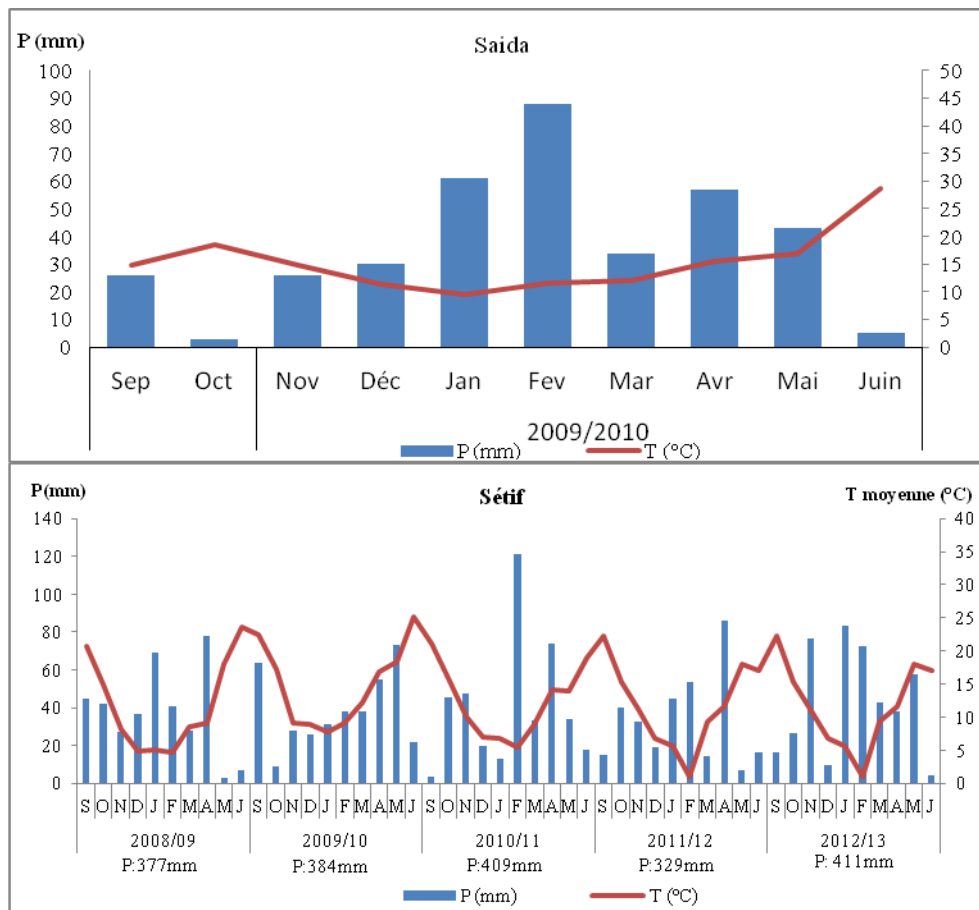 P (mm)
Saida
100 50
90 45
80 40
70 35
60 30
50 25
40 20
30 15
20 10
10 5
0 0
Sep Oct Nov Déc Jan Fev Mar Avr Mai Juin
2009/2010
P (mm) T (°C)
P(mm) Sétif T moyenne (°C)
140 40
120 35
100 30
80 25
60 20
40 15
20 10
0 5
0
S O N D J F M A M J S O N D J F M A M J S O N D J F M A M J S O N D J F M A M J S O N D J F M A M J
2008/09 2009/10 2010/11 2011/12 2012/13
P:377mm P:384mm P:409mm P:329mm P: 411mm
P (mm) T (°C)